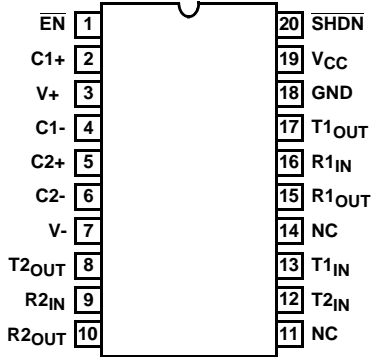 EN 1 20 SHDN
C1+ 2 19 VCC
V+ 3 18 GND
C1- 4 17 T1OUT
C2+ 5 16 R1IN
C2- 6 15 R1OUT
V- 7 14 NC
T2OUT 8 13 T1IN
R2IN 9 12 T2IN
R2OUT 10 11 NC